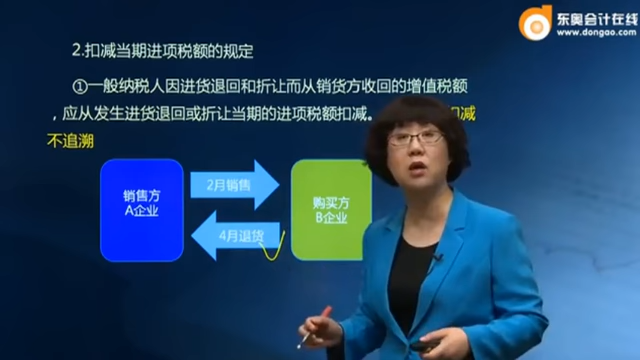 东奥会计在线
www.dongao.com
2.扣减当期进项税额的规定
①一般纳税人因进货退回和折让而从销货方收回的增值税额
，应从发生进货退回或折让当期的进项税额扣减。
扣减
不追溯
销售方
A企业
2月销售
4月退货
购买方
B企业